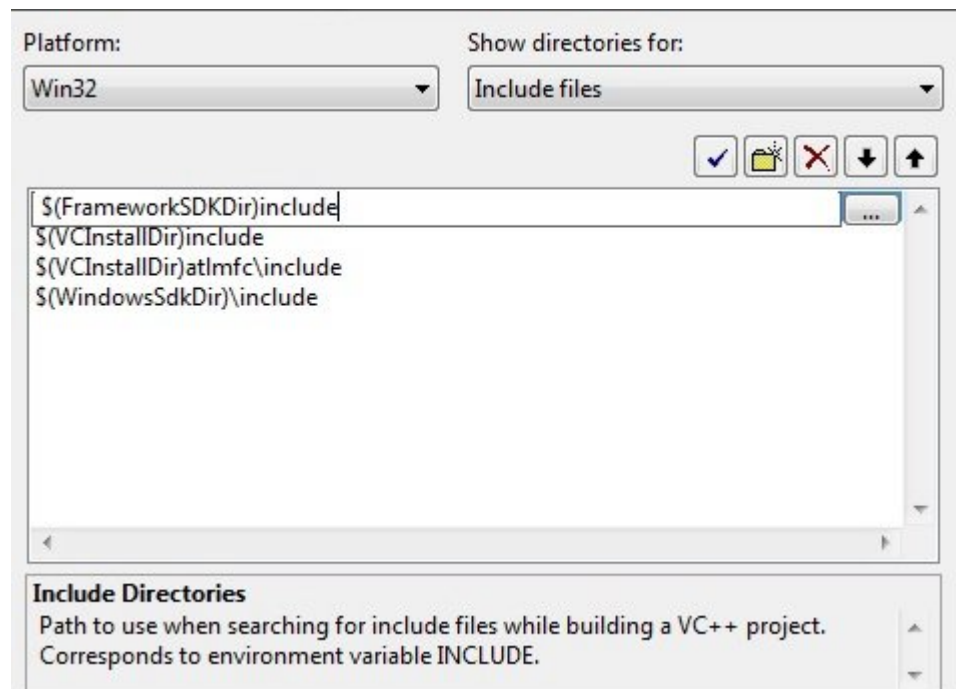 Platform:
Show directories for:
Win32
Include files
$(FrameworkSDKDir)include
...
$(VCInstallDir)include
$(VCInstallDir)atlmfc\include
$(WindowsSdkDir)\include
Include Directories
Path to use when searching for include files while building a VC++ project.
Corresponds to environment variable INCLUDE.